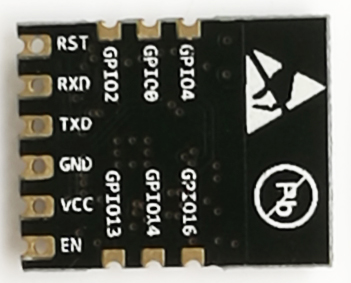 RST
RXD
TXD
GND
VCC
EN
GPIO2
GPIO0
GPIO4
GPIO13
GPIO14
GPIO16
Pb